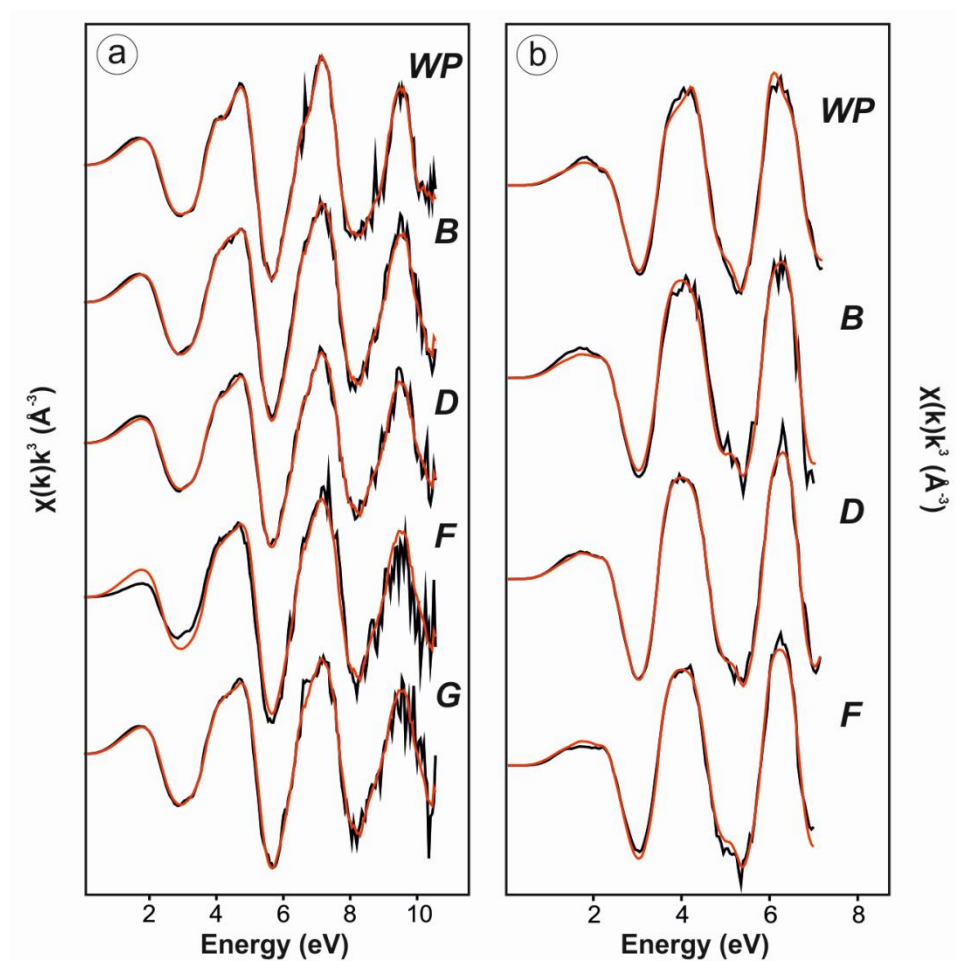 a
WP
B
D
F
G
χ(k)k³ (Å⁻³)
2 4 6 8 10
Energy (eV)
b
WP
B
D
F
χ(k)k³ (Å⁻³)
2 4 6 8
Energy (eV)